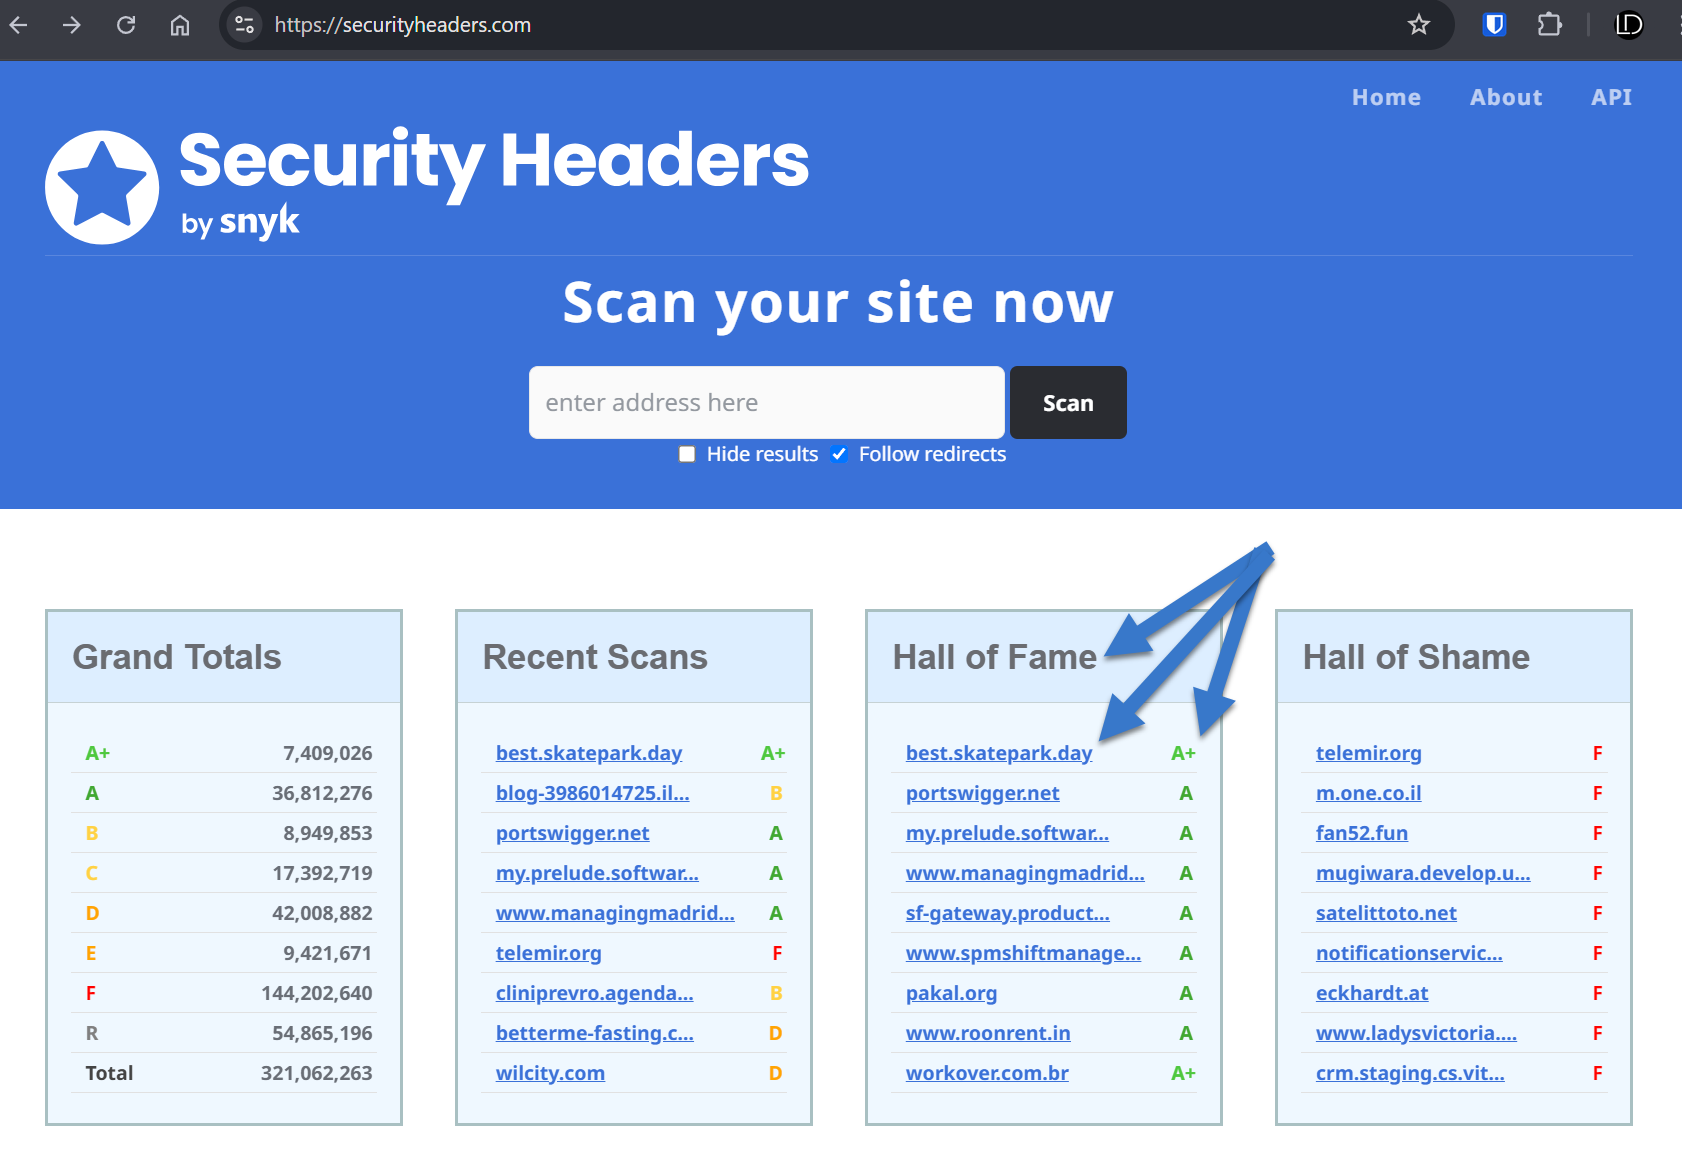 https://securityheaders.com
Home About API
Security Headers
by snyk
Scan your site now
enter address here
Scan
Hide results Follow redirects
Grand Totals
A+ 7,409,026
A 36,812,276
B 8,949,853
C 17,392,719
D 42,008,882
E 9,421,671
F 144,202,640
R 54,865,196
Total 321,062,263
Recent Scans
best.skatepark.day A+
blog-3986014725.il... B
portswigger.net A
my.prelude.softwar... A
www.managingmadrid... A
telemir.org F
cliniprevro.agenda... B
betterme-fasting.c... D
wilcity.com D
Hall of Fame
best.skatepark.day A+
portswigger.net A
my.prelude.softwar... A
www.managingmadrid... A
sf-gateway.product... A
www.spmshiftmanage... A
pakal.org A
www.roonrent.in A
workover.com.br A+
Hall of Shame
telemir.org F
m.one.co.il F
fan52.fun F
mugiwara.develop.u... F
satelittoto.net F
notificationservic... F
eckhardt.at F
www.ladysvictoria.... F
crm.staging.cs.vit... F